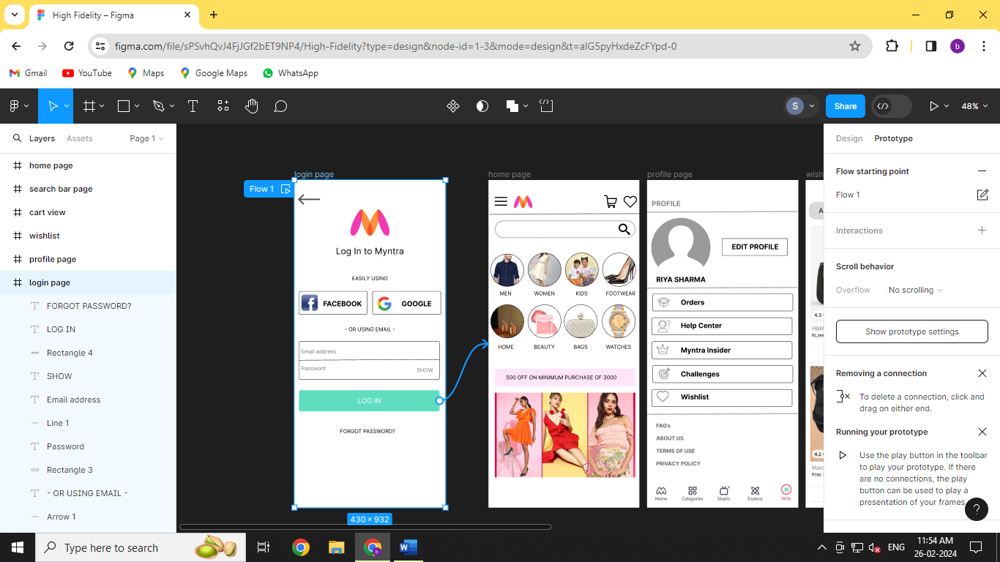 High Fidelity – Figma
figma.com/file/sPSvhQvJ4FjJGf2bET9NP4/High-Fidelity?type=design&node-id=1-3&mode=design&t=aIG5pyHxdeZcFYpd-0
b
Gmail
YouTube
Maps
Google Maps
WhatsApp
S
Share
48%
Layers
Assets
Page 1
home page
search bar page
cart view
wishlist
profile page
login page
FORGOT PASSWORD?
LOG IN
Rectangle 4
SHOW
Email address
Line 1
Password
Rectangle 3
- OR USING EMAIL -
Arrow 1
login page
Flow 1
Log In to Myntra
EASILY USING
FACEBOOK
GOOGLE
- OR USING EMAIL -
Email address
Password
SHOW
LOG IN
FORGOT PASSWORD?
430 × 932
home page
MEN
WOMEN
KIDS
FOOTWEAR
HOME
BEAUTY
BAGS
WATCHES
500 OFF ON MINIMUM PURCHASE OF 3000
profile page
PROFILE
EDIT PROFILE
RIYA SHARMA
Orders
Help Center
Myntra Insider
Challenges
Wishlist
FAQ's
ABOUT US
TERMS OF USE
PRIVACY POLICY
Home
Categories
Studio
Explore
W
Wife
wish
A
4.3
H&M
₹1,399
4.1
₹790
Design
Prototype
Flow starting point
Flow 1
Interactions
Scroll behavior
Overflow
No scrolling
Show prototype settings
Removing a connection
To delete a connection, click and
drag on either end.
Running your prototype
Use the play button in the toolbar
to play your prototype. If there
are no connections, the play
button can be used to play a
presentation of your frames.
?
Type here to search
ENG
11:54 AM
26-02-2024